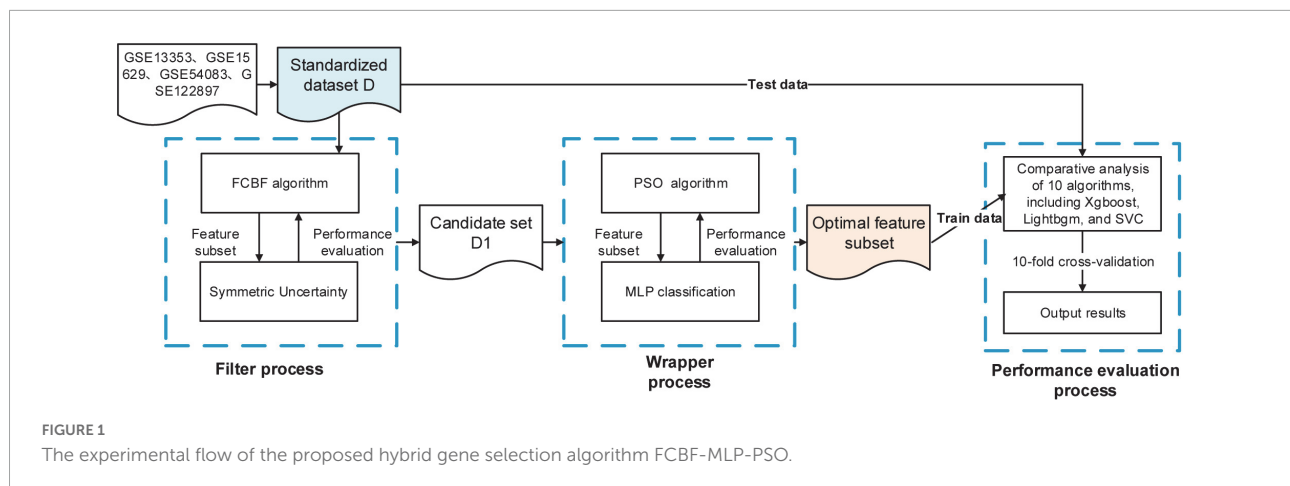 GSE13353、GSE15
629、GSE54083、G
SE122897
Standardized
dataset D
Test data
FCBF algorithm
Feature
subset
Performance
evaluation
Symmetric Uncertainty
Filter process
Candidate set
D1
PSO algorithm
Feature
subset
Performance
evaluation
MLP classification
Wrapper
process
Optimal feature
subset
Train data
Comparative analysis
of 10 algorithms,
including Xgboost,
Lightbgm, and SVC
10-fold cross-validation
Output results
Performance evaluation
process
FIGURE 1
The experimental flow of the proposed hybrid gene selection algorithm FCBF-MLP-PSO.